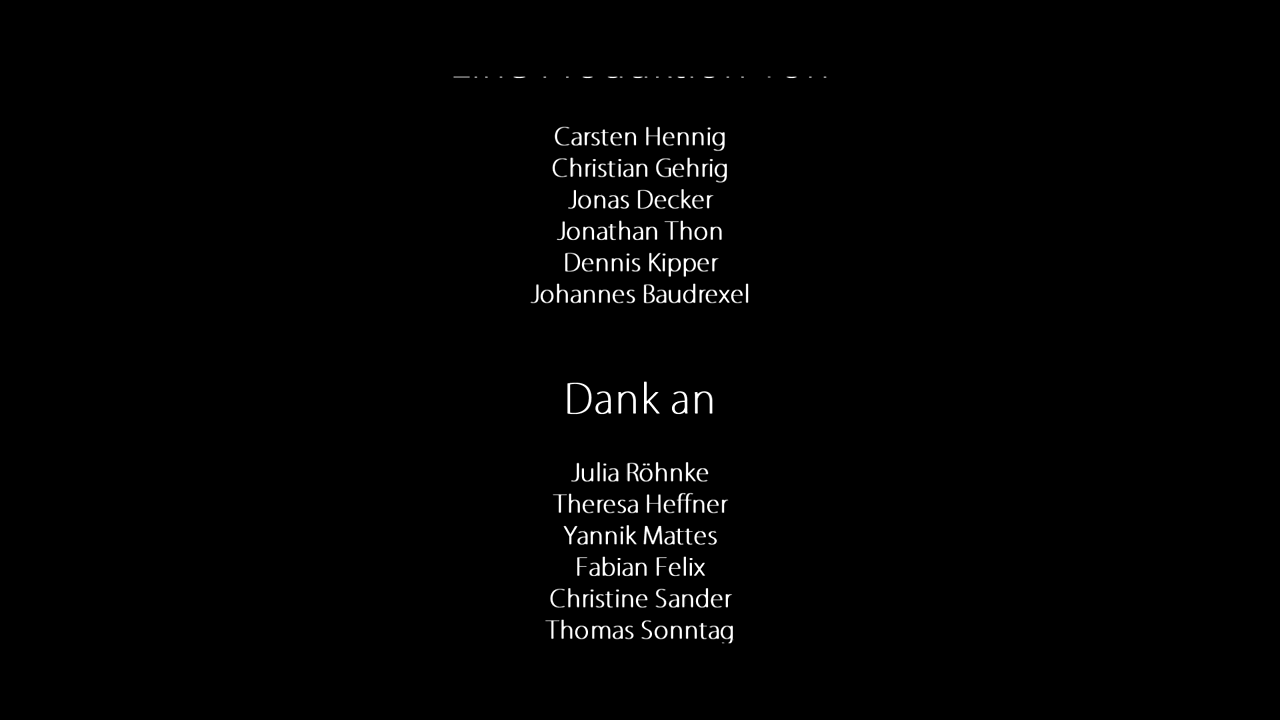 Carsten Hennig
Christian Gehrig
Jonas Decker
Jonathan Thon
Dennis Kipper
Johannes Baudrexel
Dank an
Julia Röhnke
Theresa Heffner
Yannik Mattes
Fabian Felix
Christine Sander
Thomas Sonntag